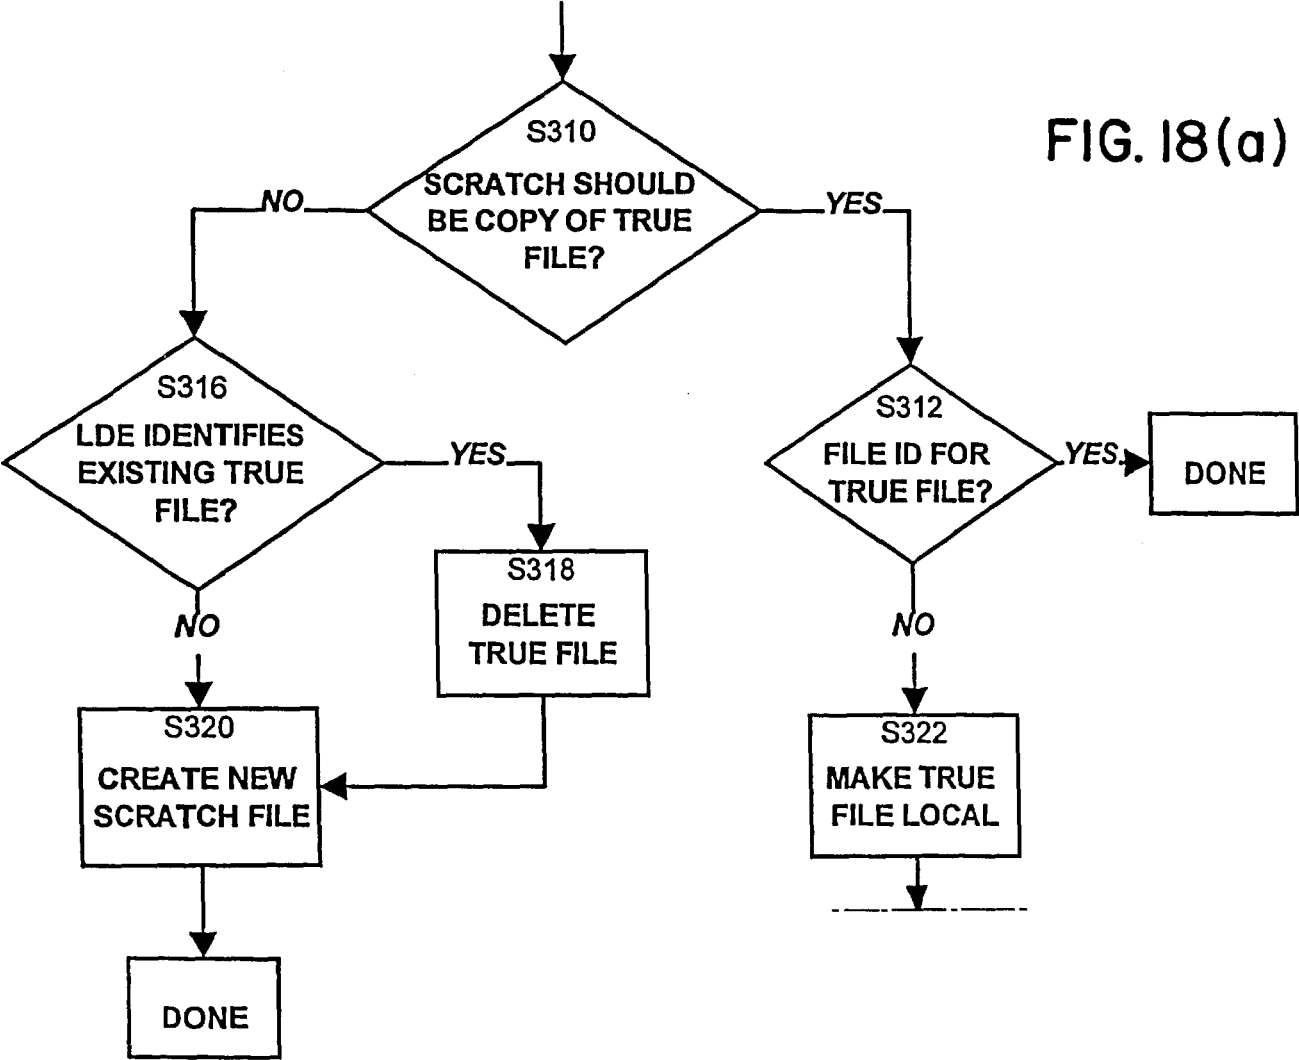 FIG. 18(a)
S310
SCRATCH SHOULD
BE COPY OF TRUE
FILE?
NO
YES
S316
LDE IDENTIFIES
EXISTING TRUE
FILE?
YES
NO
S312
FILE ID FOR
TRUE FILE?
YES
DONE
NO
S318
DELETE
TRUE FILE
S320
CREATE NEW
SCRATCH FILE
S322
MAKE TRUE
FILE LOCAL
DONE